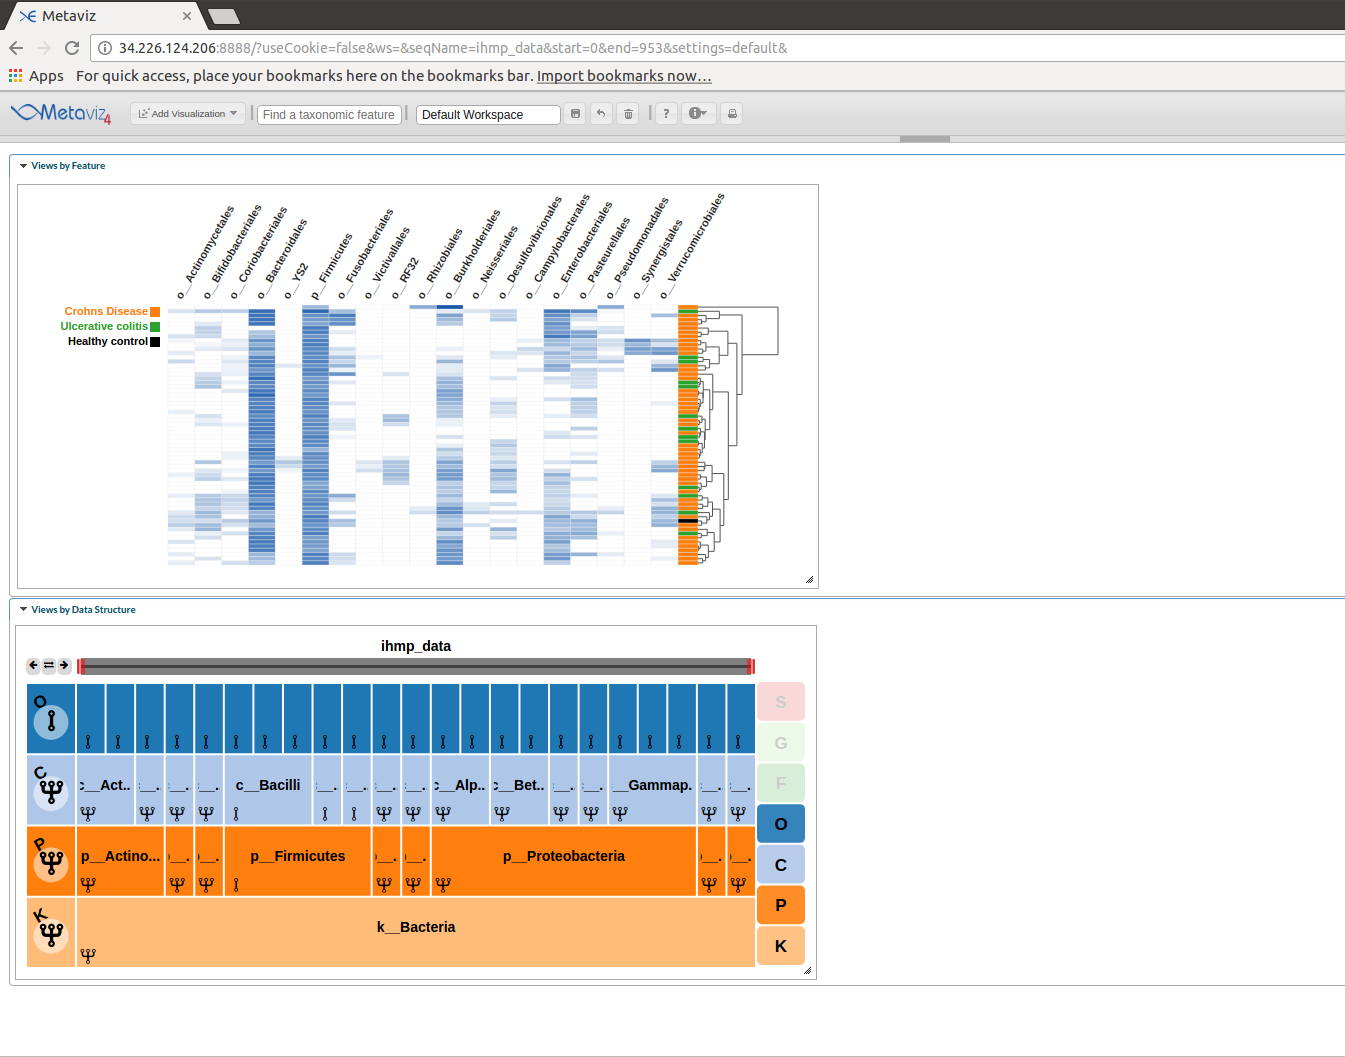 Metaviz
34.226.124.206:8888/?useCookie=false&ws=&seqName=ihmp_data&start=0&end=953&settings=default&
Apps For quick access, place your bookmarks here on the bookmarks bar. Import bookmarks now...
Metaviz 4 Add Visualization Find a taxonomic feature Default Workspace ?
Views by Feature
o__Actinomycetales
o__Bifidobacteriales
o__Coriobacteriales
o__Bacteroidales
o__YS2
p__Firmicutes
o__Fusobacteriales
o__Victivallales
o__RF32
o__Rhizobiales
o__Burkholderiales
o__Neisseriales
o__Desulfovibrionales
o__Campylobacterales
o__Enterobacteriales
o__Pasteurellales
o__Pseudomonadales
o__Synergistales
o__Verrucomicrobiales
Crohns Disease
Ulcerative colitis
Healthy control
Views by Data Structure
ihmp_data
O S
G
C c__Act.. c__Bacilli c__Alp.. c__Bet.. __Gammap. F
O
P p__Actino... p__Firmicutes p__Proteobacteria C
P
K k__Bacteria K